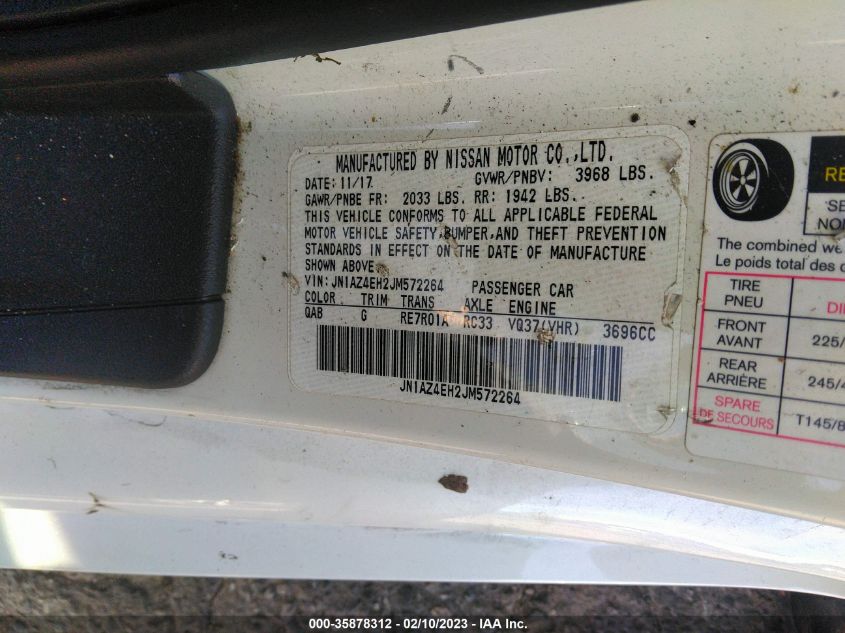 MANUFACTURED BY NISSAN MOTOR CO.,LTD.
DATE: 11/17 GVWR/PNBV: 3968 LBS.
GAWR/PNBE FR: 2033 LBS. RR: 1942 LBS.
THIS VEHICLE CONFORMS TO ALL APPLICABLE FEDERAL
MOTOR VEHICLE SAFETY,BUMPER,AND THEFT PREVENTION
STANDARDS IN EFFECT ON THE DATE OF MANUFACTURE
SHOWN ABOVE.
VIN: JN1AZ4EH2JM572264 PASSENGER CAR
COLOR TRIM TRANS AXLE ENGINE
QAB G RE7R01A RC33 VQ37(VHR) 3696CC
JN1AZ4EH2JM572264
The combined
Le poids total des
TIRE
PNEU
FRONT
AVANT 225/
REAR
ARRIÈRE 245/4
SPARE
DE SECOURS T145/8
000-35878312 - 02/10/2023 - IAA Inc.